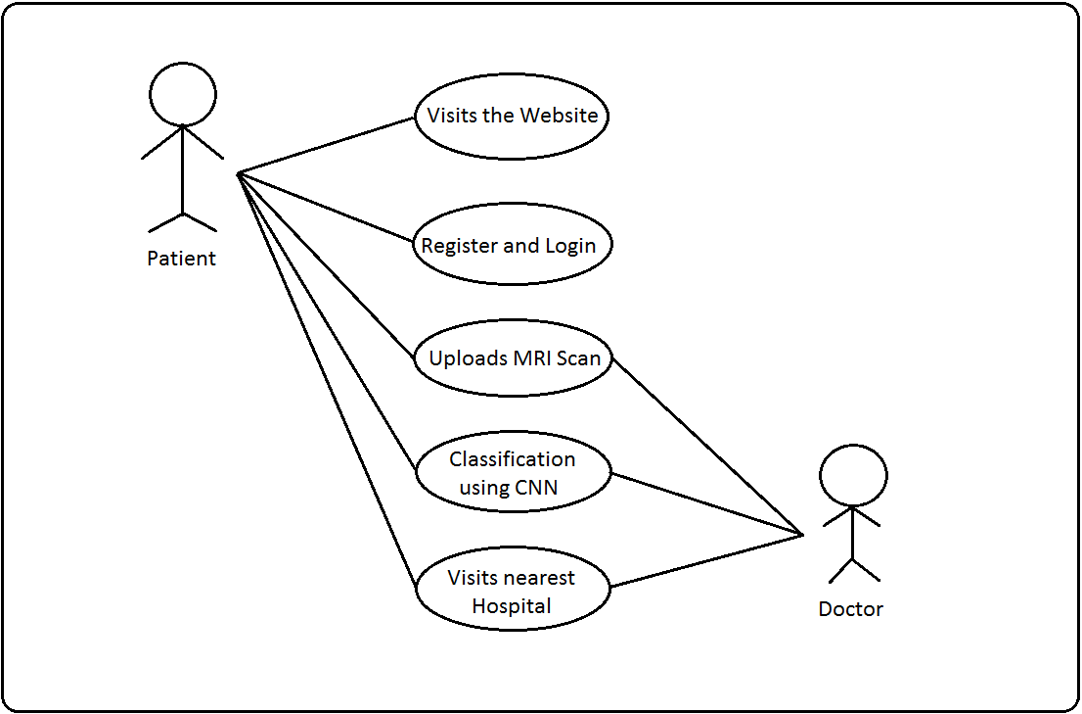 Visits the Website
Register and Login
Patient
Uploads MRI Scan
Classification
using CNN
Visits nearest
Hospital
Doctor